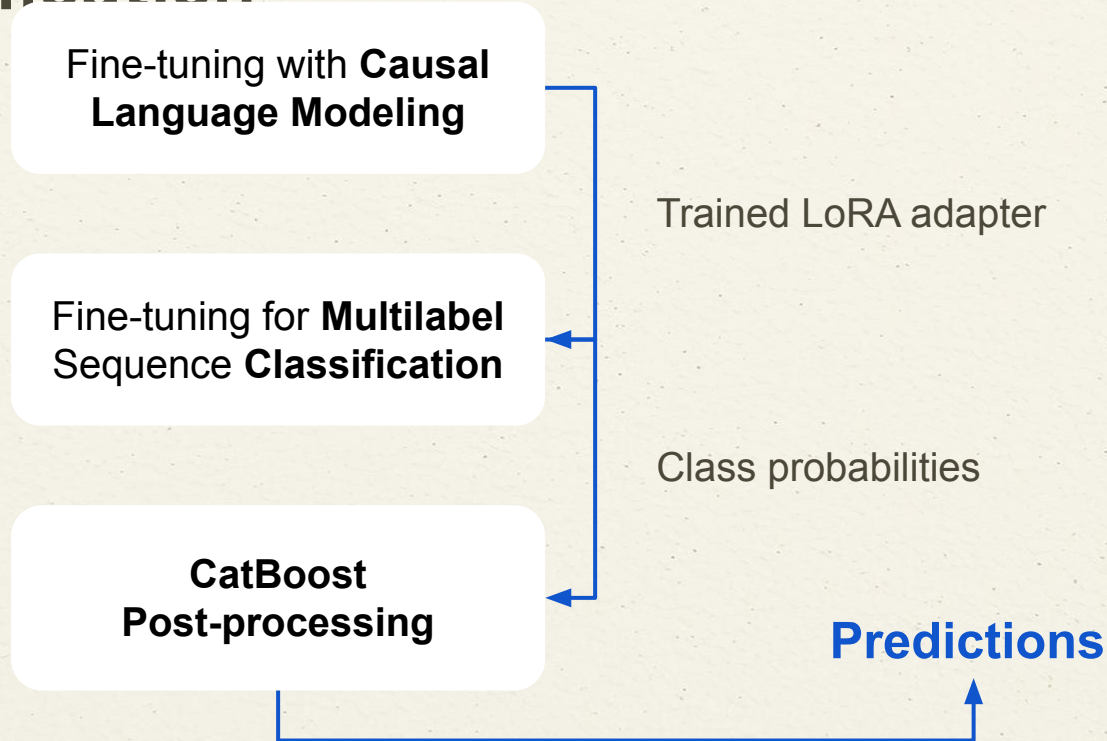 Fine-tuning with Causal
Language Modeling
Trained LoRA adapter
Fine-tuning for Multilabel
Sequence Classification
Class probabilities
CatBoost
Post-processing
Predictions